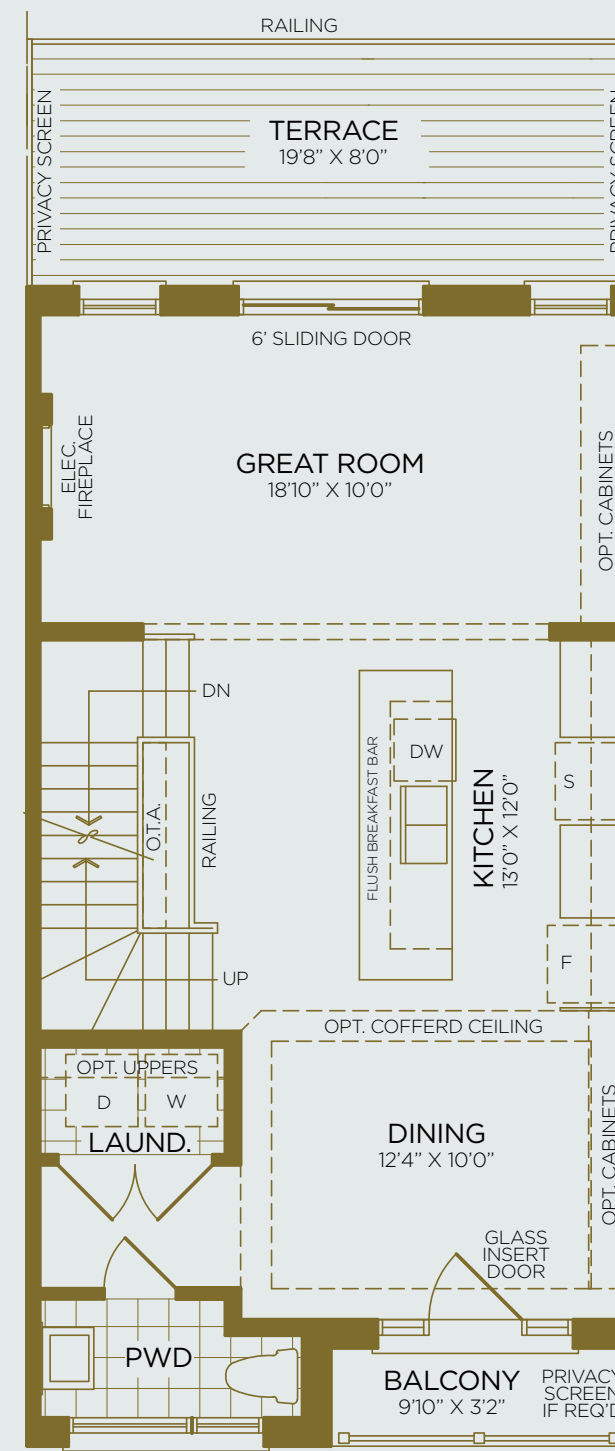 RAILING
PRIVACY SCREEN
TERRACE
19'8" X 8'0"
PRIVACY SCREEN
6' SLIDING DOOR
ELEC.
FIREPLACE
GREAT ROOM
18'10" X 10'0"
OPT. CABINETS
DN
O.T.A.
RAILING
UP
FLUSH BREAKFAST BAR
DW
KITCHEN
13'0" X 12'0"
S
F
OPT. COFFERD CEILING
OPT. UPPERS
D
W
LAUND.
DINING
12'4" X 10'0"
OPT. CABINETS
GLASS
INSERT
DOOR
PWD
BALCONY
9'10" X 3'2"
PRIVACY
SCREEN
IF REQ'D